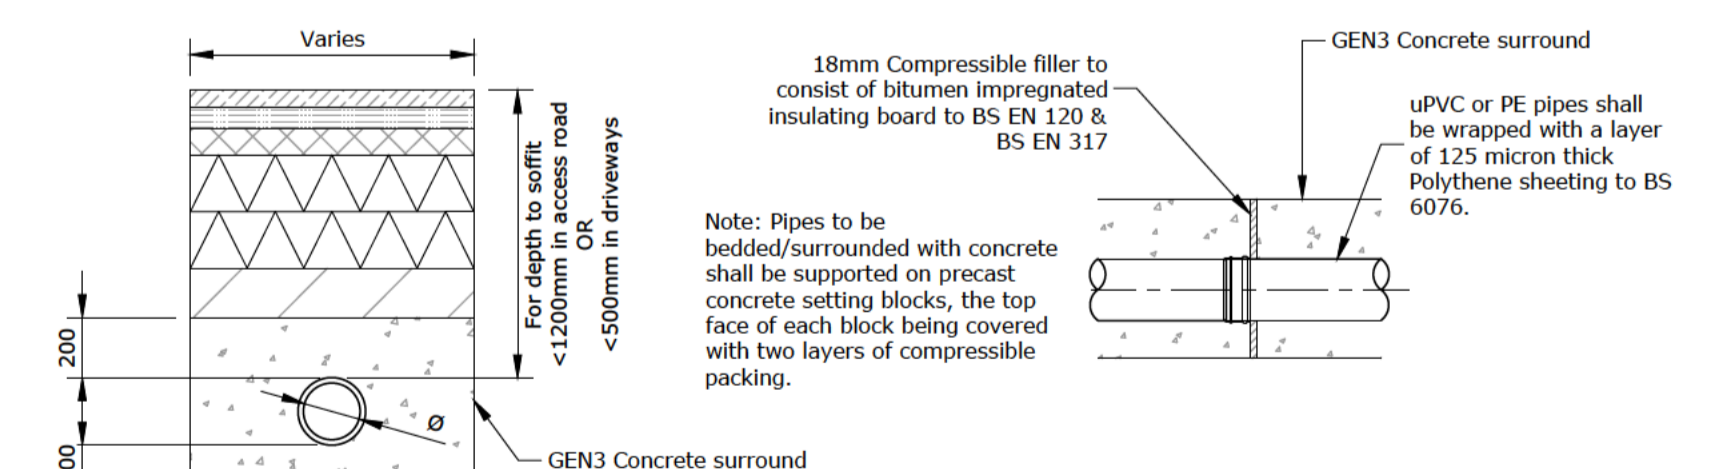 Varies
For depth to soffit
<1200mm in access road
OR
<500mm in driveways
200
Ø
GEN3 Concrete surround
18mm Compressible filler to
consist of bitumen impregnated
insulating board to BS EN 120 &
BS EN 317
Note: Pipes to be
bedded/surrounded with concrete
shall be supported on precast
concrete setting blocks, the top
face of each block being covered
with two layers of compressible
packing.
GEN3 Concrete surround
uPVC or PE pipes shall
be wrapped with a layer
of 125 micron thick
Polythene sheeting to BS
6076.